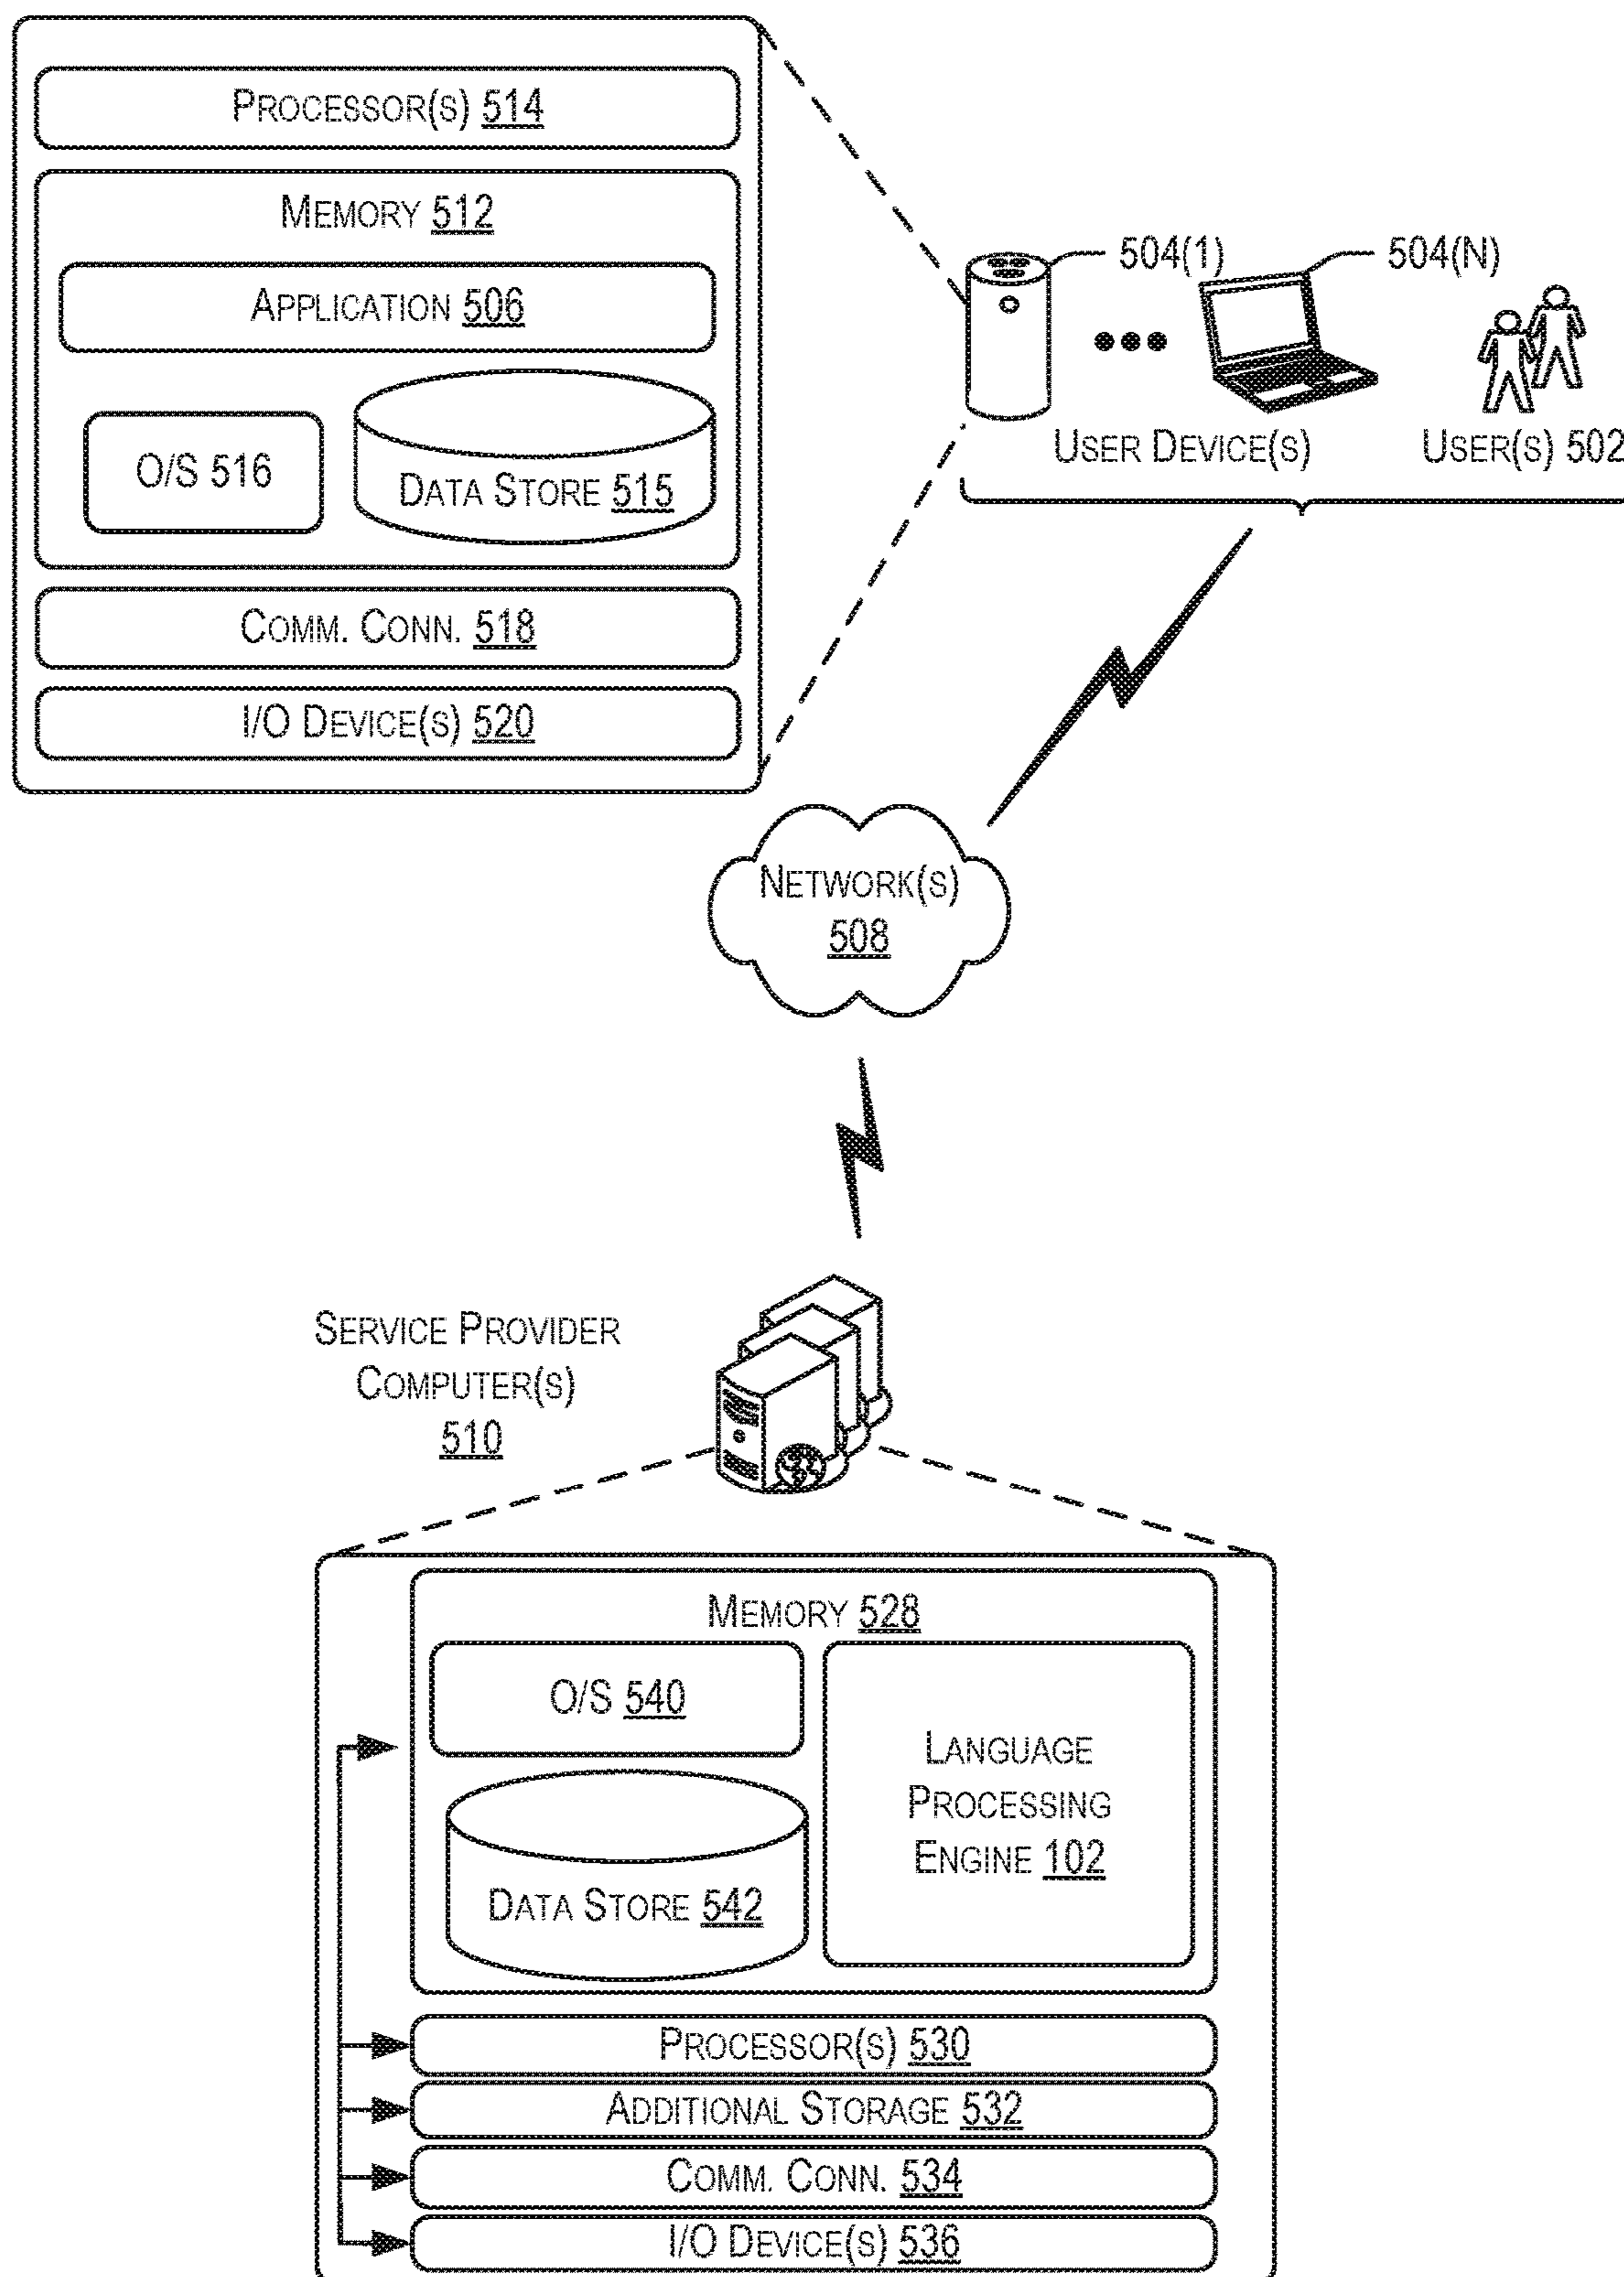 PROCESSOR(S) 514
MEMORY 512
APPLICATION 506
O/S 516
DATA STORE 515
COMM. CONN. 518
I/O DEVICE(S) 520
504(1)
504(N)
USER DEVICE(S)
USER(S) 502
NETWORK(S)
508
SERVICE PROVIDER
COMPUTER(S)
510
MEMORY 528
O/S 540
DATA STORE 542
LANGUAGE
PROCESSING
ENGINE 102
PROCESSOR(S) 530
ADDITIONAL STORAGE 532
COMM. CONN. 534
I/O DEVICE(S) 536